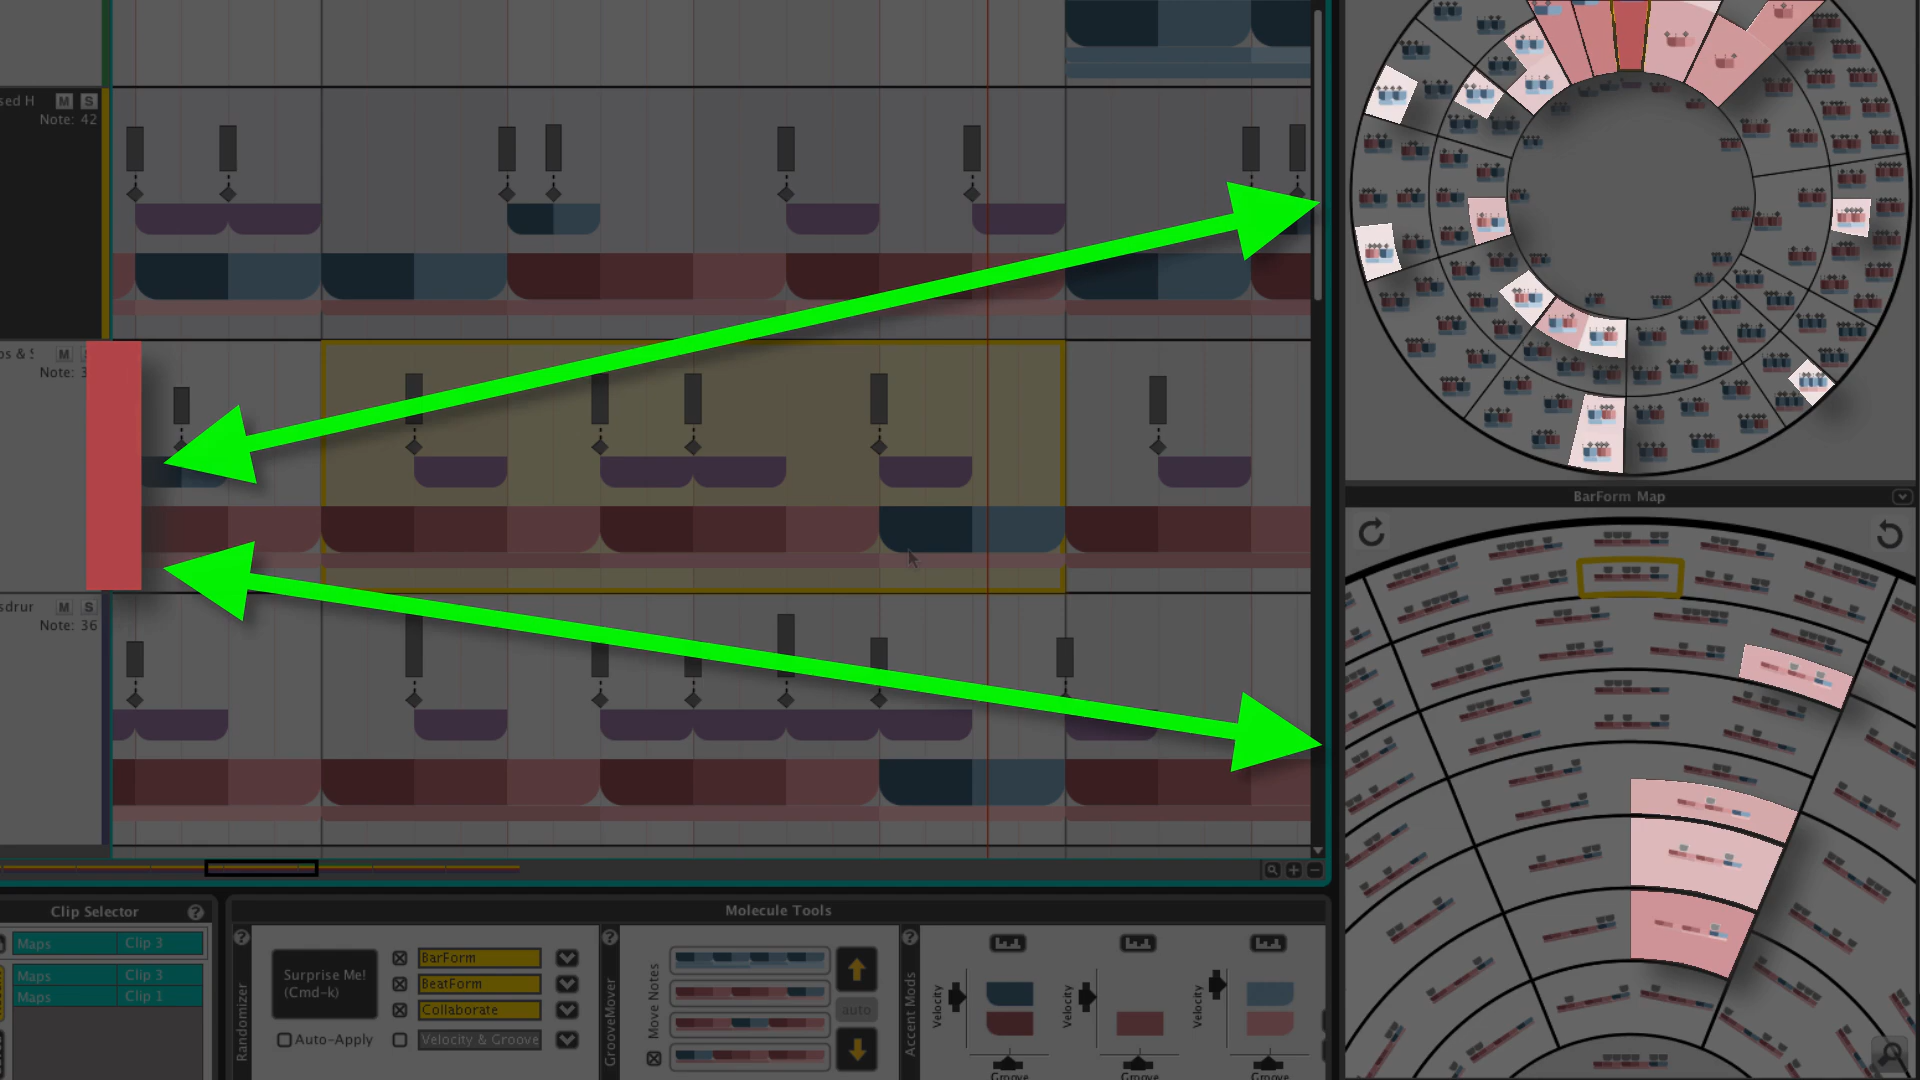 sed H M S
Note: 42
os & S M
Note: 3
sdrur M S
Note: 36
BarForm Map
Clip Selector ?
Maps Clip 3
Maps Clip 3
Maps Clip 1
Molecule Tools
?
Randomizer
Surprise Me!
(Cmd-k)
BarForm
BeatForm
Collaborate
Auto-Apply
Velocity & Groove
?
GrooveMover
Move Notes
auto
?
Accent Mods
Velocity
Groove
Velocity
Groove
Velocity
Groove